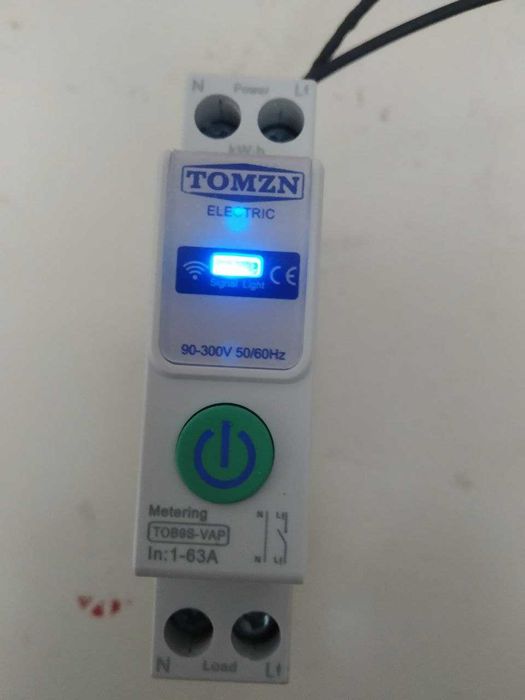 N Power L1
kW.h
TOMZN
ELECTRIC
CE
Signal Light
90-300V 50/60Hz
Metering
TOB9S-VAP
In:1-63A
N L1
N L1
N Load L1